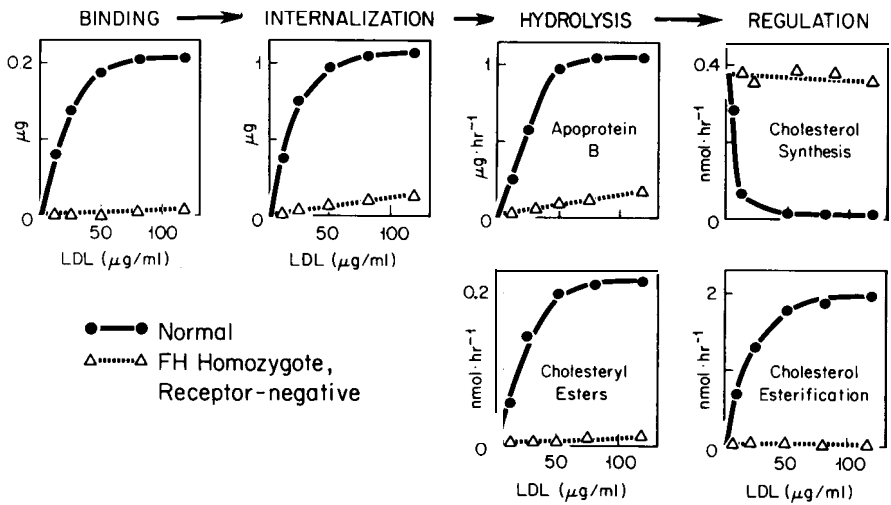 BINDING → INTERNALIZATION → HYDROLYSIS → REGULATION
0.2
0
μg
50
100
LDL (μg/ml)
1
0
μg
50
100
LDL (μg/ml)
1
0
μg·hr⁻¹
Apoprotein
B
0.4
0
nmol·hr⁻¹
Cholesterol
Synthesis
Normal
FH Homozygote,
Receptor-negative
0.2
0
nmol·hr⁻¹
Cholesteryl
Esters
50
100
LDL (μg/ml)
2
0
nmol·hr⁻¹
Cholesterol
Esterification
50
100
LDL (μg/ml)